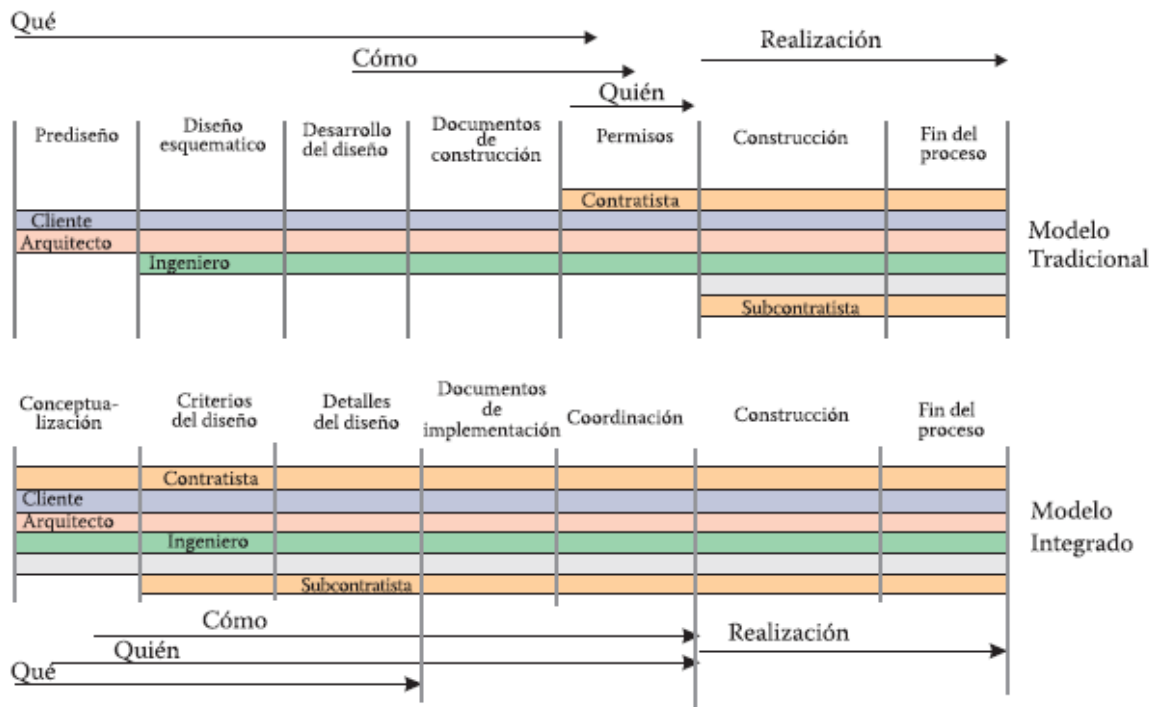 Qué
Realización
Cómo
Quién
Prediseño
Diseño
esquematico
Desarrollo
del diseño
Documentos
de
construcción
Permisos
Construcción
Fin del
proceso
Contratista
Cliente
Arquitecto
Ingeniero
Subcontratista
Modelo
Tradicional
Conceptua-
lización
Criterios
del diseño
Detalles
del diseño
Documentos
de
implementación
Coordinación
Construcción
Fin del
proceso
Contratista
Cliente
Arquitecto
Ingeniero
Subcontratista
Modelo
Integrado
Cómo
Realización
Quién
Qué